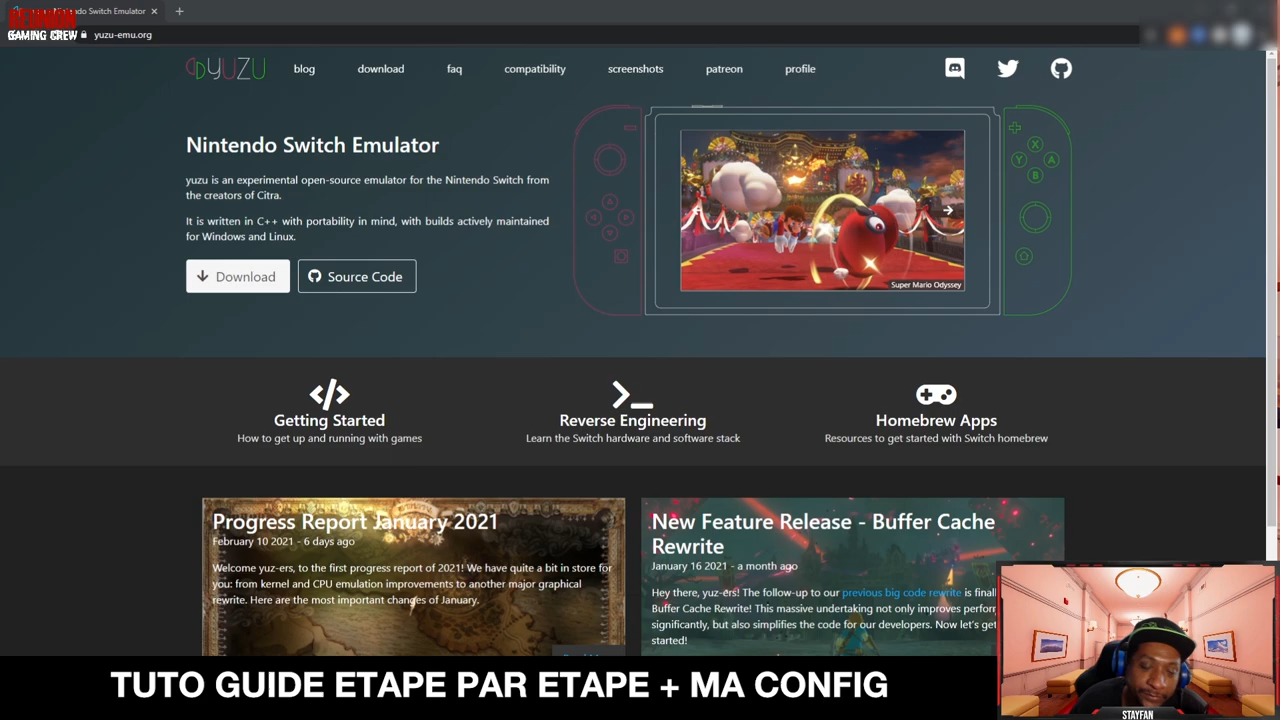 REUNION
GAMING CREW
Nintendo Switch Emulator
yuzu-emu.org
YUZU
blog
download
faq
compatibility
screenshots
patreon
profile
Nintendo Switch Emulator
yuzu is an experimental open-source emulator for the Nintendo Switch from
the creators of Citra.
It is written in C++ with portability in mind, with builds actively maintained
for Windows and Linux.
Download
Source Code
X
Y
A
B
Super Mario Odyssey
Getting Started
How to get up and running with games
Reverse Engineering
Learn the Switch hardware and software stack
Homebrew Apps
Resources to get started with Switch homebrew
Progress Report January 2021
February 10 2021 - 6 days ago
Welcome yuz-ers, to the first progress report of 2021! We have quite a bit in store for
you: from kernel and CPU emulation improvements to another major graphical
rewrite. Here are the most important changes of January.
New Feature Release - Buffer Cache
Rewrite
January 16 2021 - a month ago
Hey there, yuz-ers! The follow-up to our previous big code rewrite is final
Buffer Cache Rewrite! This massive undertaking not only improves perform
significantly, but also simplifies the code for our developers. Now let's get
started!
TUTO GUIDE ETAPE PAR ETAPE + MA CONFIG
STAYFAN